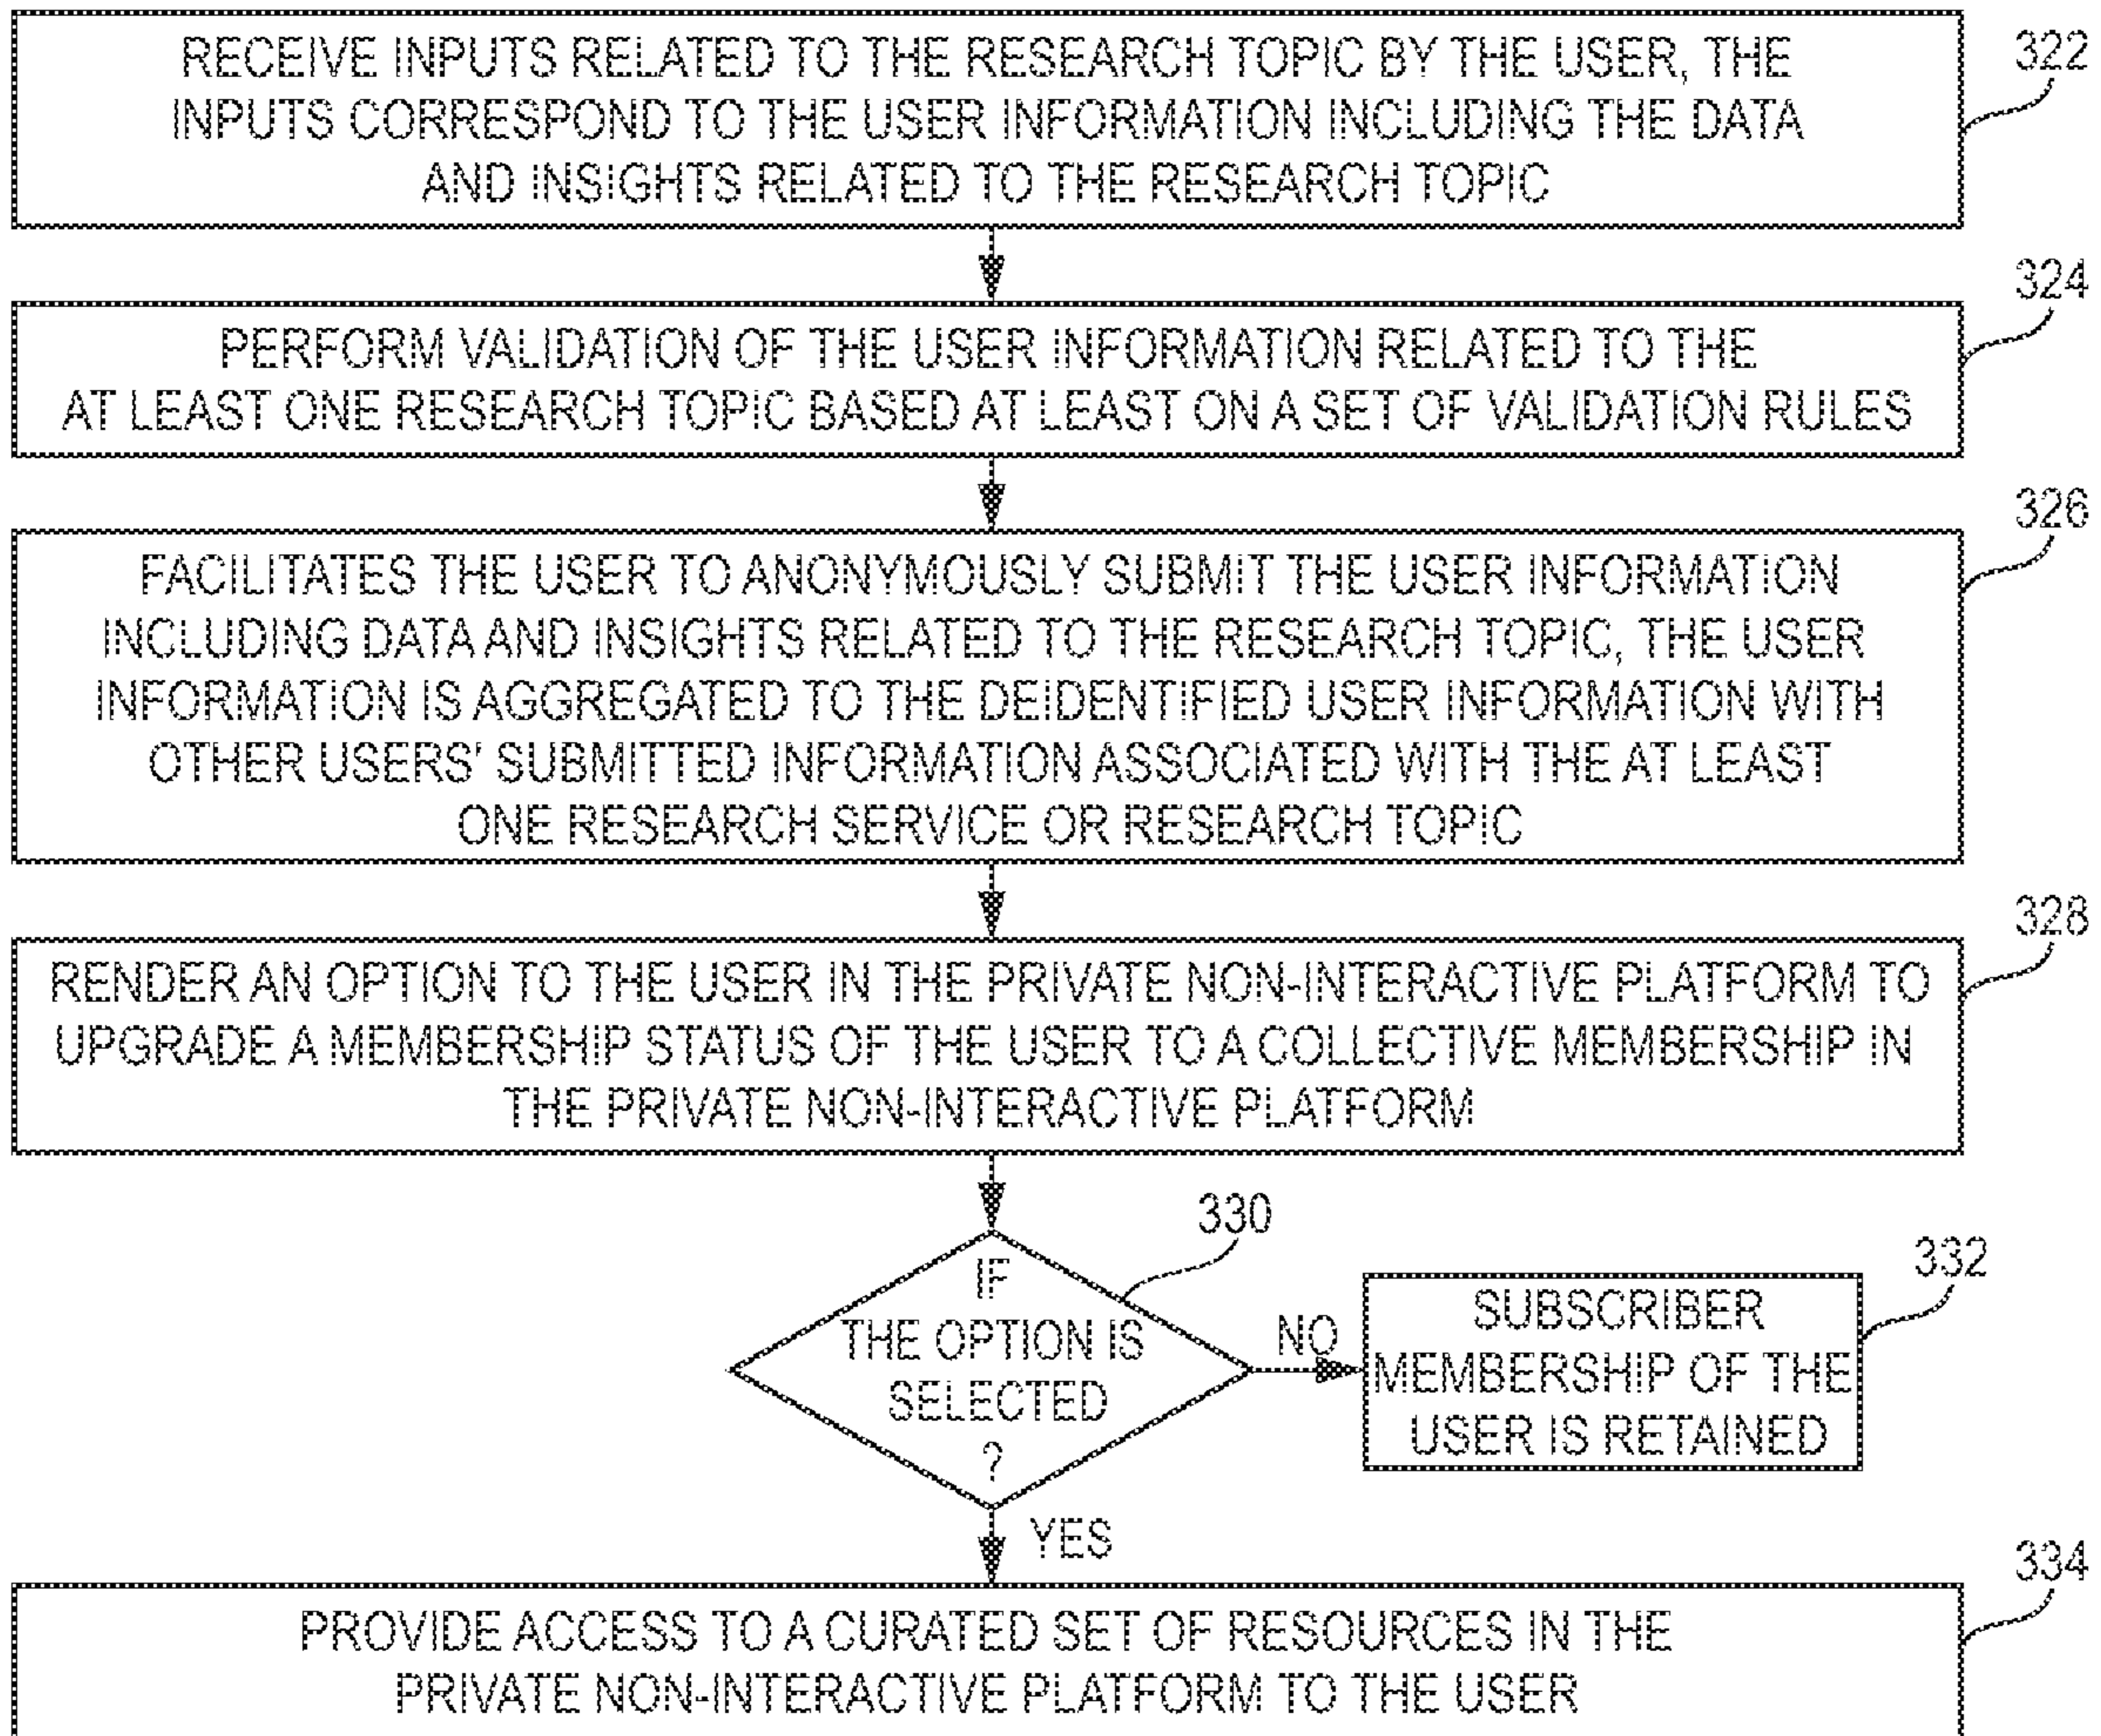 RECEIVE INPUTS RELATED TO THE RESEARCH TOPIC BY THE USER, THE
INPUTS CORRESPOND TO THE USER INFORMATION INCLUDING THE DATA
AND INSIGHTS RELATED TO THE RESEARCH TOPIC
322
PERFORM VALIDATION OF THE USER INFORMATION RELATED TO THE
AT LEAST ONE RESEARCH TOPIC BASED AT LEAST ON A SET OF VALIDATION RULES
324
FACILITATES THE USER TO ANONYMOUSLY SUBMIT THE USER INFORMATION
INCLUDING DATA AND INSIGHTS RELATED TO THE RESEARCH TOPIC, THE USER
INFORMATION IS AGGREGATED TO THE DEIDENTIFIED USER INFORMATION WITH
OTHER USERS' SUBMITTED INFORMATION ASSOCIATED WITH THE AT LEAST
ONE RESEARCH SERVICE OR RESEARCH TOPIC
326
RENDER AN OPTION TO THE USER IN THE PRIVATE NON-INTERACTIVE PLATFORM TO
UPGRADE A MEMBERSHIP STATUS OF THE USER TO A COLLECTIVE MEMBERSHIP IN
THE PRIVATE NON-INTERACTIVE PLATFORM
328
IF
THE OPTION IS
SELECTED
?
330
NO
SUBSCRIBER
MEMBERSHIP OF THE
USER IS RETAINED
332
YES
PROVIDE ACCESS TO A CURATED SET OF RESOURCES IN THE
PRIVATE NON-INTERACTIVE PLATFORM TO THE USER
334